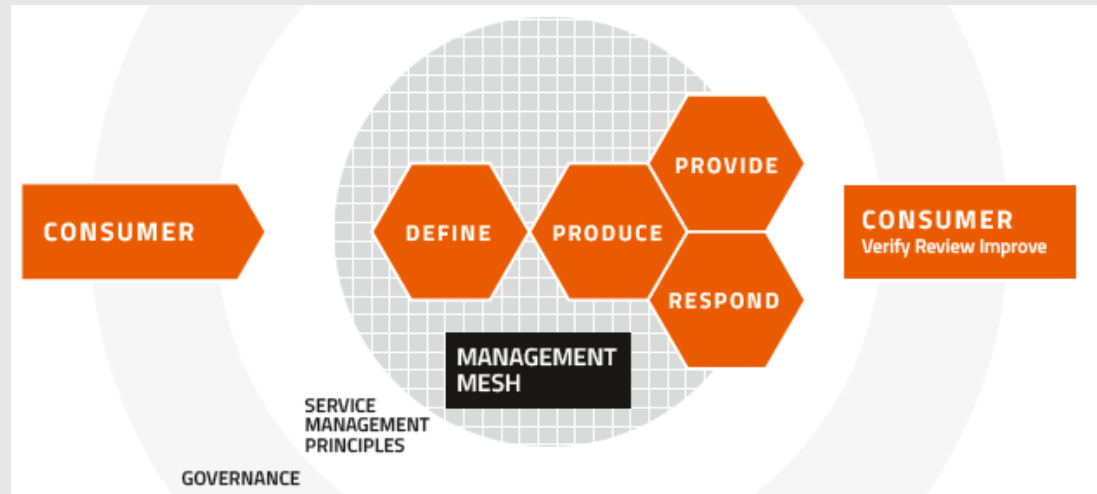 CONSUMER
DEFINE
PRODUCE
PROVIDE
RESPOND
CONSUMER
Verify Review Improve
MANAGEMENT
MESH
SERVICE
MANAGEMENT
PRINCIPLES
GOVERNANCE